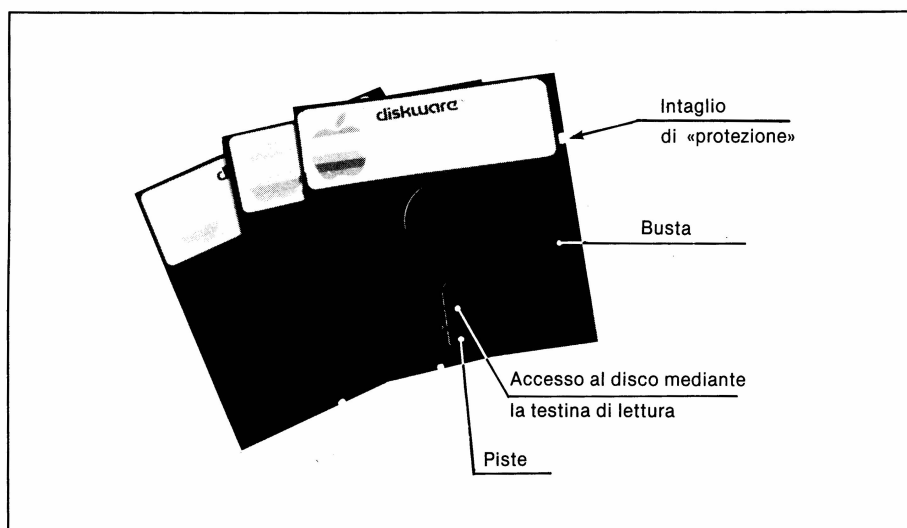 diskware
Intaglio
di «protezione»
Busta
Accesso al disco mediante
la testina di lettura
Piste